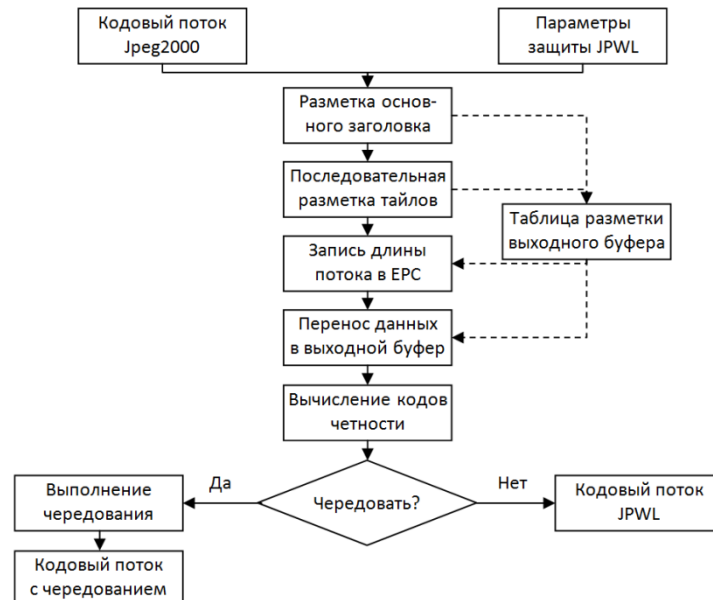 Кодовый поток
Jpeg2000
Параметры
защиты JPWL
Разметка основ-
ного заголовка
Последовательная
разметка тайлов
Таблица разметки
выходного буфера
Запись длины
потока в EPC
Перенос данных
в выходной буфер
Вычисление кодов
четности
Чередовать?
Да
Нет
Выполнение
чередования
Кодовый поток
JPWL
Кодовый поток
с чередованием